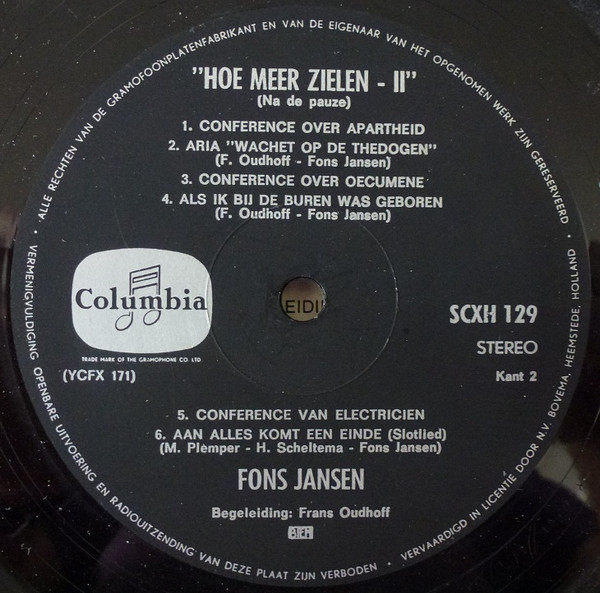 "HOE MEER ZIELEN - II"
(Na de pauze)
1. CONFERENCE OVER APARTHEID
2. ARIA "WACHET OP DE THEDOGEN"
(F. Oudhoff - Fons Jansen)
3. CONFERENCE OVER OECUMENE
4. ALS IK BIJ DE BUREN WAS GEBOREN
(F. Oudhoff - Fons Jansen)
Columbia
TRADE MARK OF THE GRAMOPHONE CO. LTD.
(YCFX 171)
EIDI
SCXH 129
STEREO
Kant 2
5. CONFERENCE VAN ELECTRICIEN
6. AAN ALLES KOMT EEN EINDE (Slotlied)
(M. Plemper - H. Scheltema - Fons Jansen)
FONS JANSEN
Begeleiding: Frans Oudhoff
• ALLE RECHTEN VAN DE GRAMOFOONPLATENFABRIKANT EN VAN DE EIGENAAR VAN HET OPGENOMEN WERK ZIJN GERESERVEERD •
VERMENIGVULDIGING OPENBARE UITVOERING EN RADIOUITZENDING VAN DEZE PLAAT ZIJN VERBODEN •
VERVAARDIGD IN LICENTIE DOOR N.V. BOVEMA, HEEMSTEDE, HOLLAND